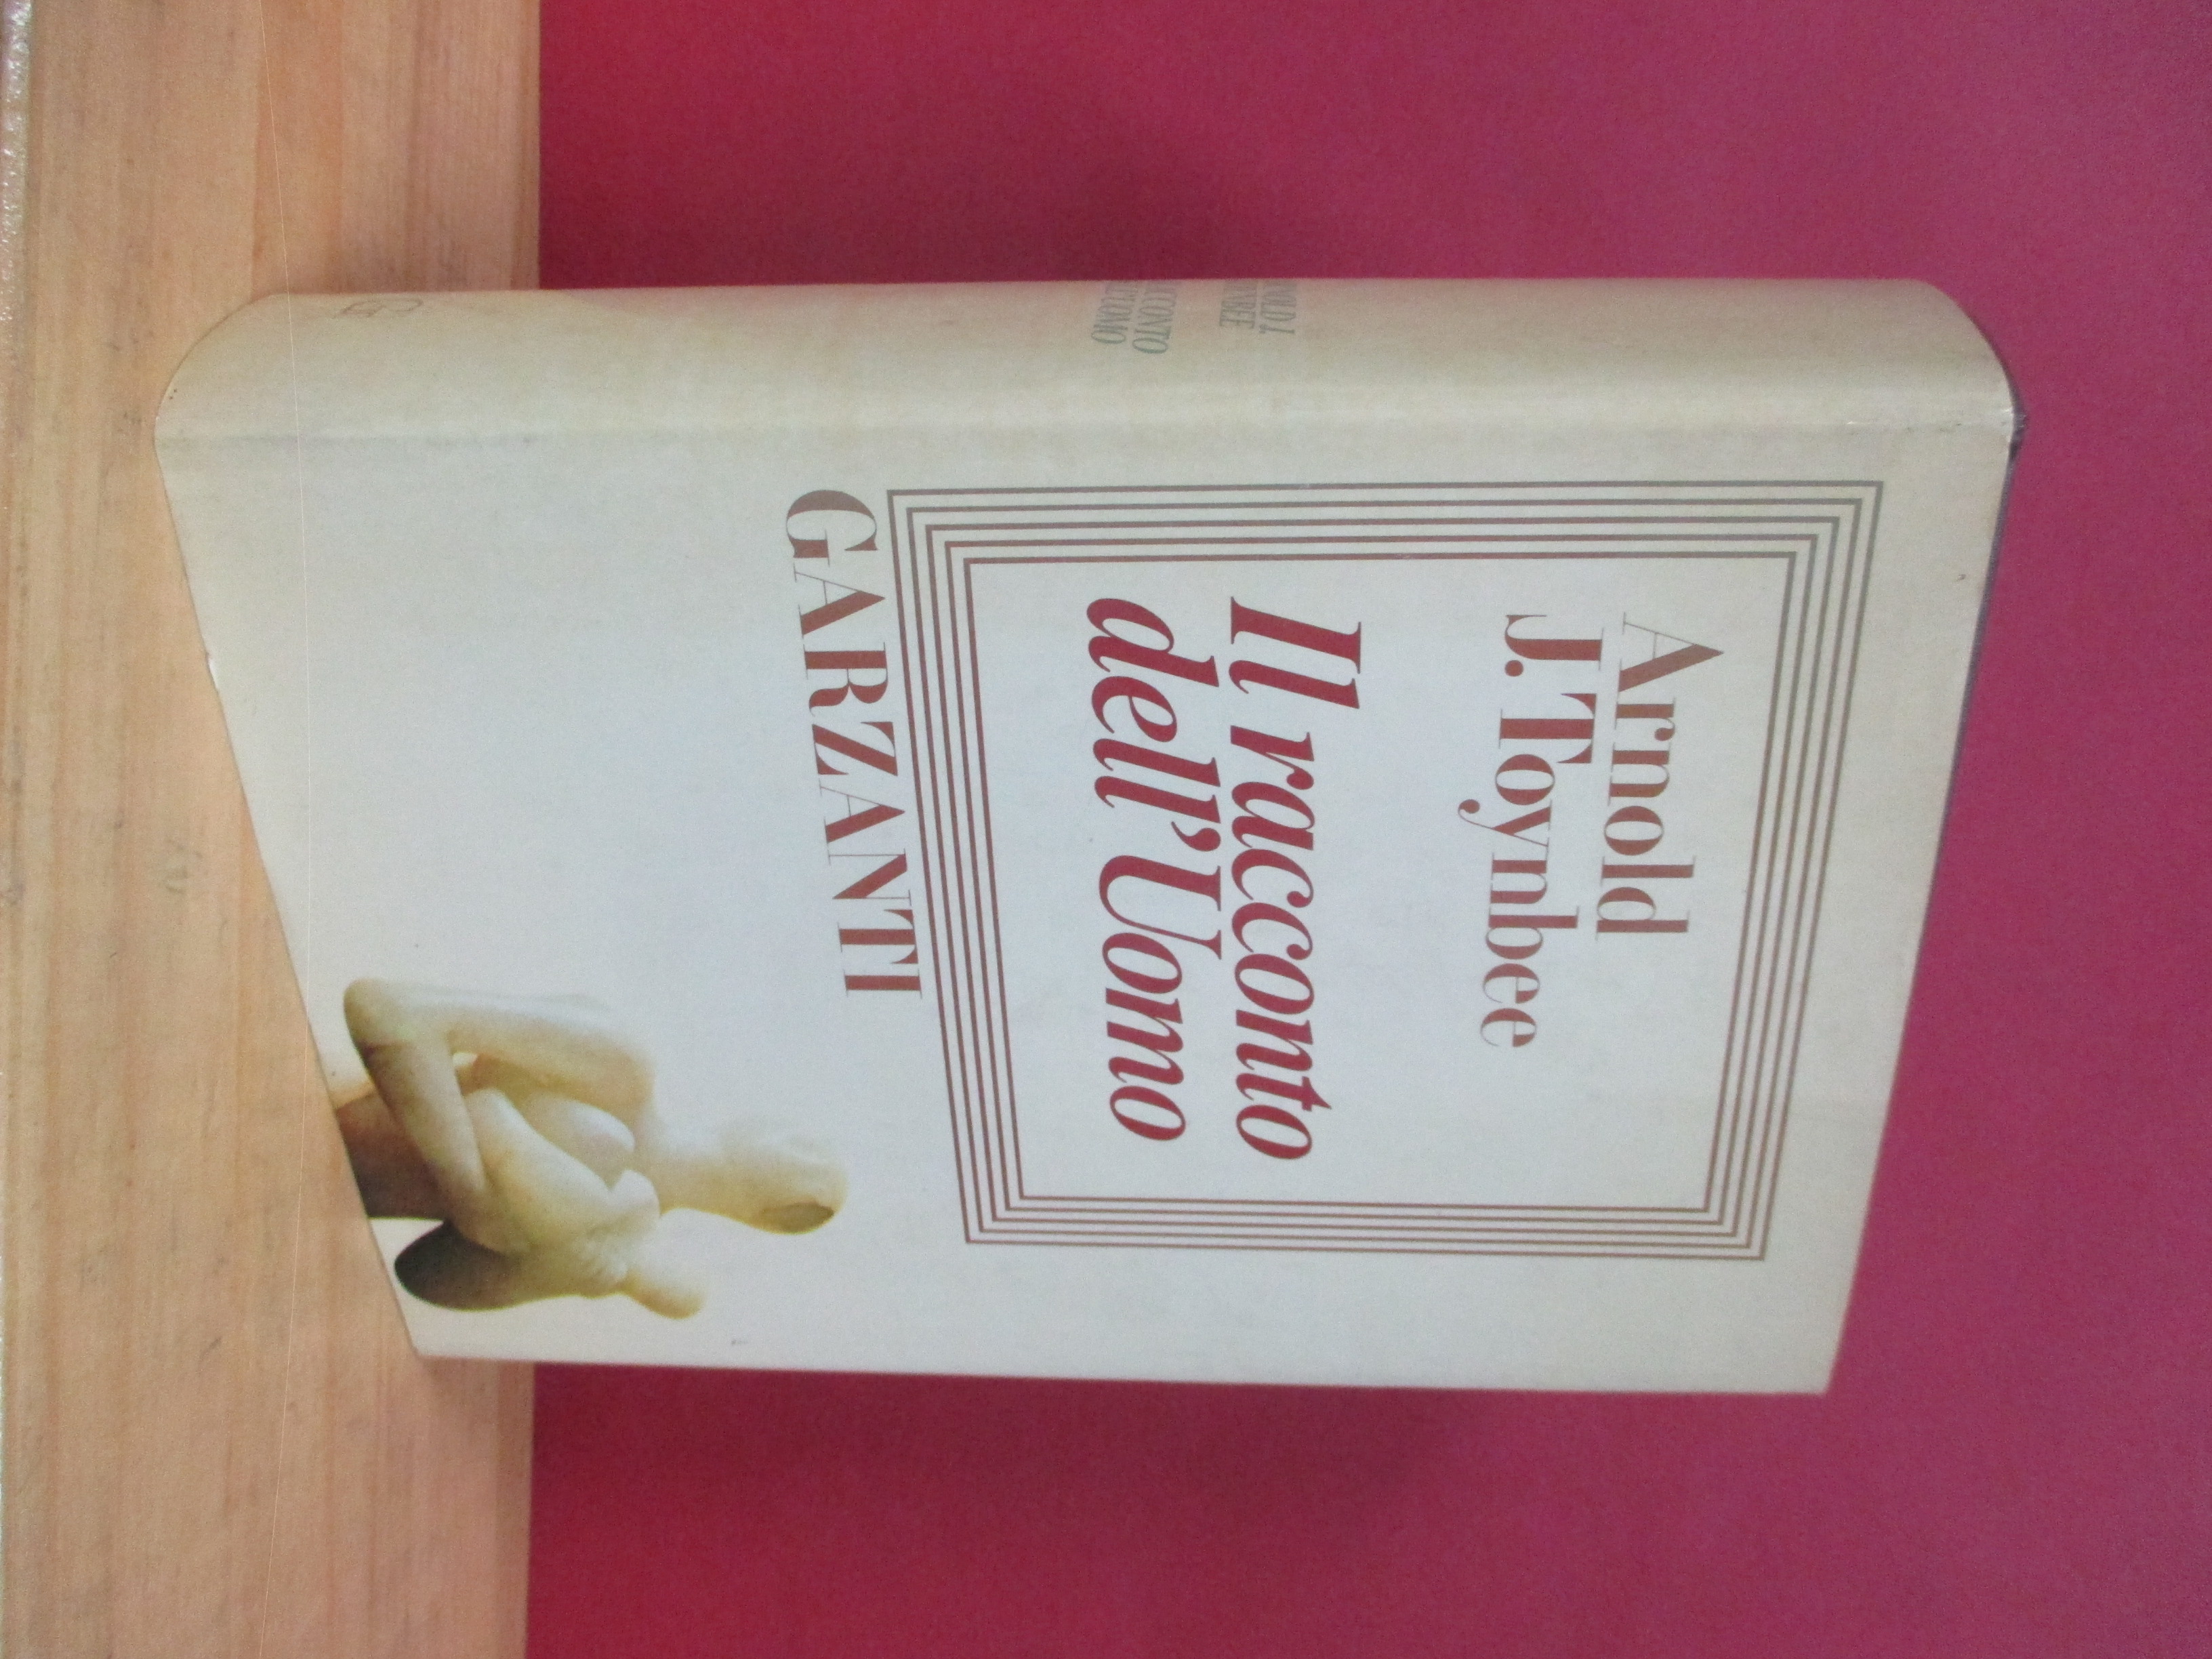 Arnold
J. Toynbee
Il racconto
dell'Uomo
GARZANTI